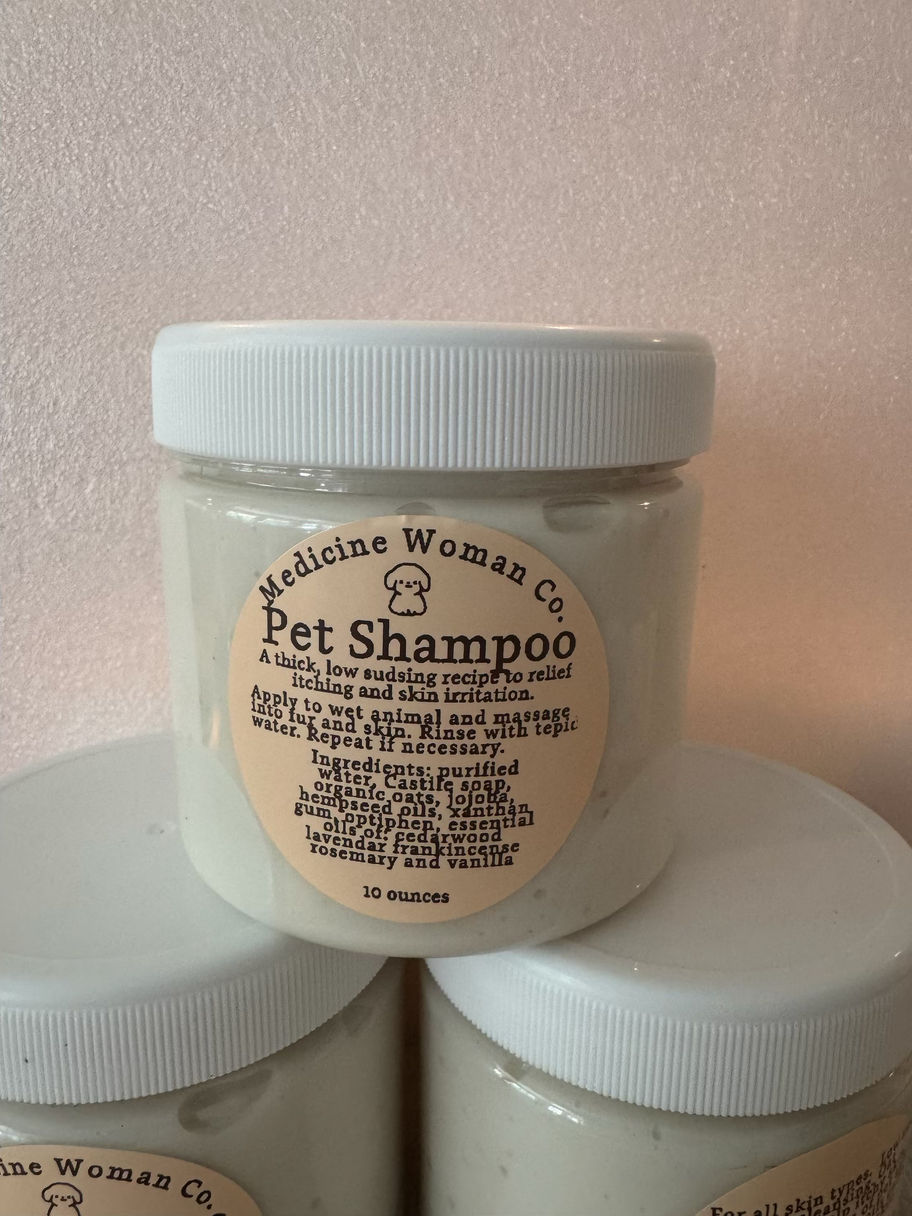 Medicine Woman Co.
Pet Shampoo
A thick, low sudsing recipe to relief
itching and skin irritation.
Apply to wet animal and massage
into fur and skin. Rinse with tepic
water. Repeat if necessary.
Ingredients: purified
water, Castile soap,
organic oats, jojoba,
hempseed oils, xanthan
gum, optiphen, essential
oils of: cedarwood
lavendar frankincense
rosemary and vanilla
10 ounces
ine Woman Co.
For all skin types.